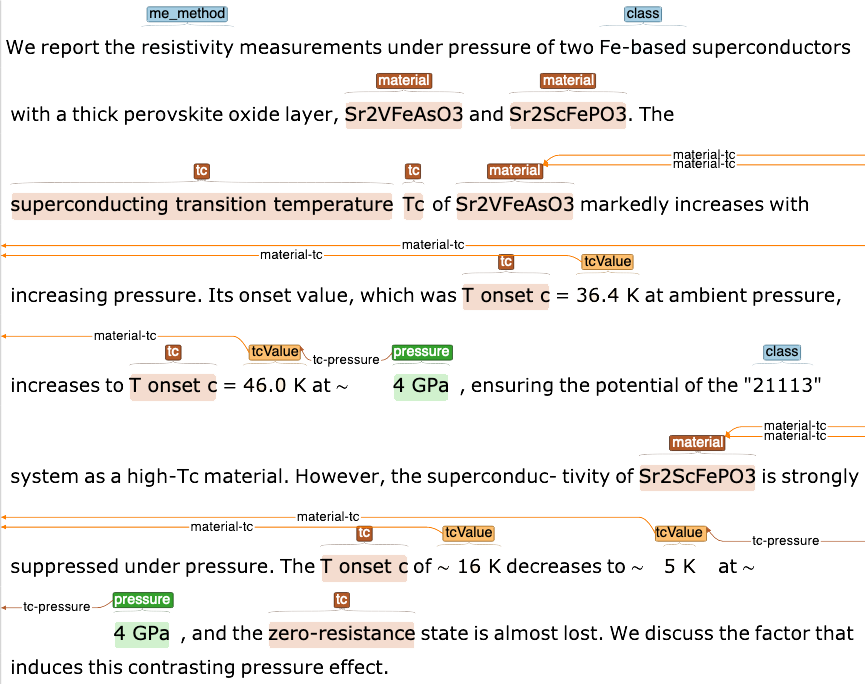 me_method class
We report the resistivity measurements under pressure of two Fe-based superconductors
material material
with a thick perovskite oxide layer, Sr2VFeAsO3 and Sr2ScFePO3. The
material-tc
material-tc
tc tc material
superconducting transition temperature Tc of Sr2VFeAsO3 markedly increases with
material-tc
material-tc
tc tcValue
increasing pressure. Its onset value, which was T onset c = 36.4 K at ambient pressure,
material-tc
tc tcValue tc-pressure pressure class
increases to T onset c = 46.0 K at ~ 4 GPa , ensuring the potential of the "21113"
material-tc
material-tc
material
system as a high-Tc material. However, the superconduc- tivity of Sr2ScFePO3 is strongly
material-tc
material-tc
tc tcValue tcValue tc-pressure
suppressed under pressure. The T onset c of ~ 16 K decreases to ~ 5 K at ~
tc-pressure pressure tc
4 GPa , and the zero-resistance state is almost lost. We discuss the factor that
induces this contrasting pressure effect.